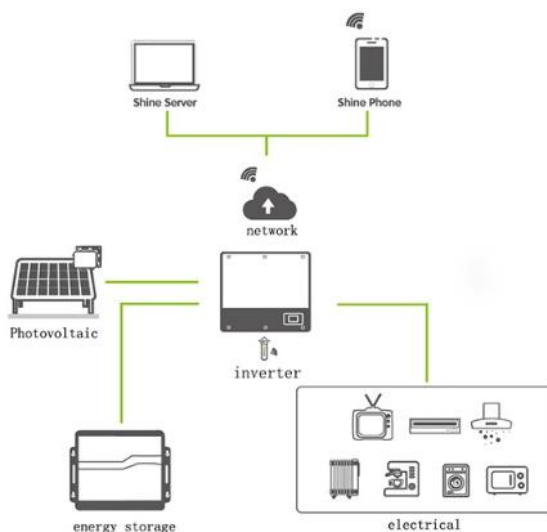 Shine Server
Shine Phone
network
Photovoltaic
inverter
energy storage
electrical